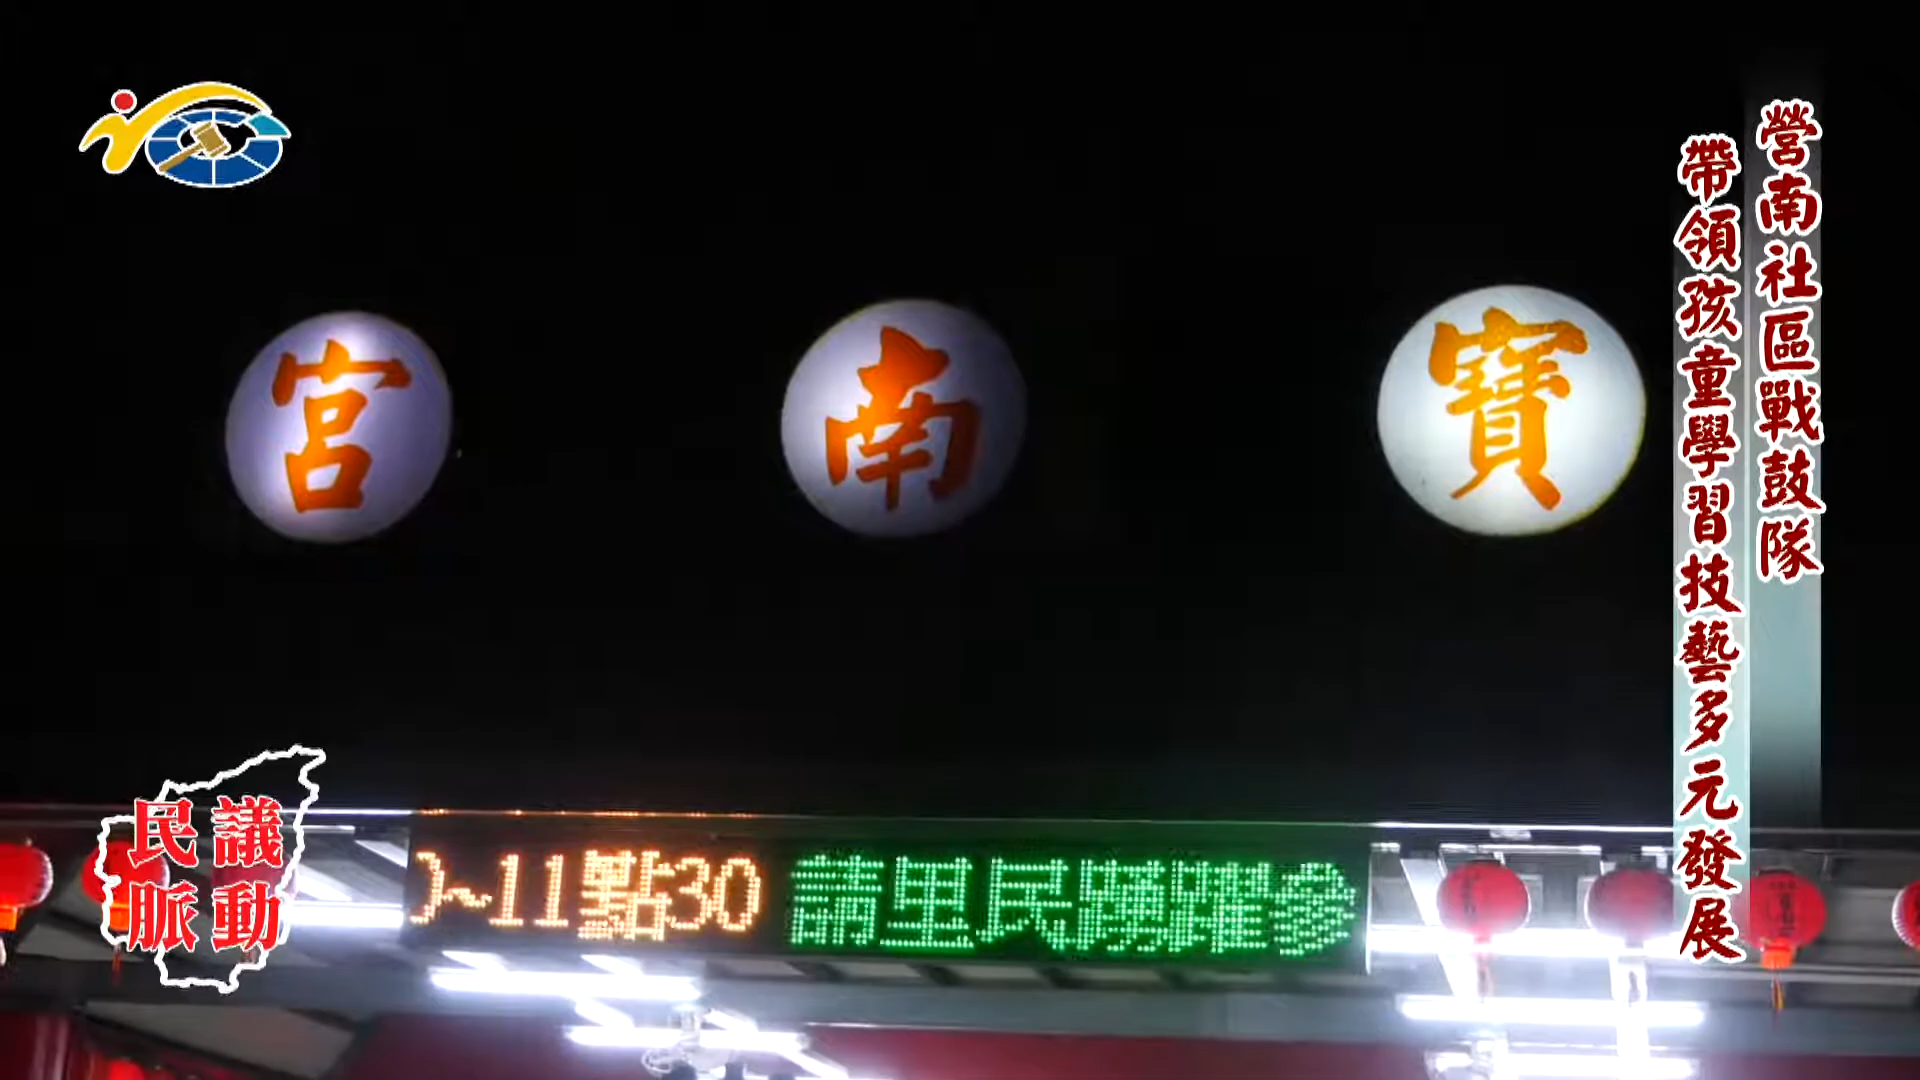 營南社區戰鼓隊
帶領孩童學習技藝多元發展
宮 南 寶
~11點30 請里民踴躍參
民議
脈動